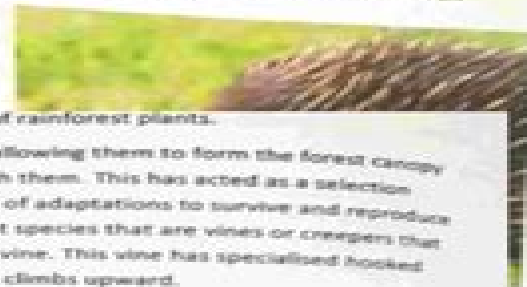 of rainforest plants.
allowing them to form the forest canopy
h them. This has acted as a selection
of adaptations to survive and reproduce
t species that are vines or creepers that
vine. This vine has specialised hooked
climbs upward.